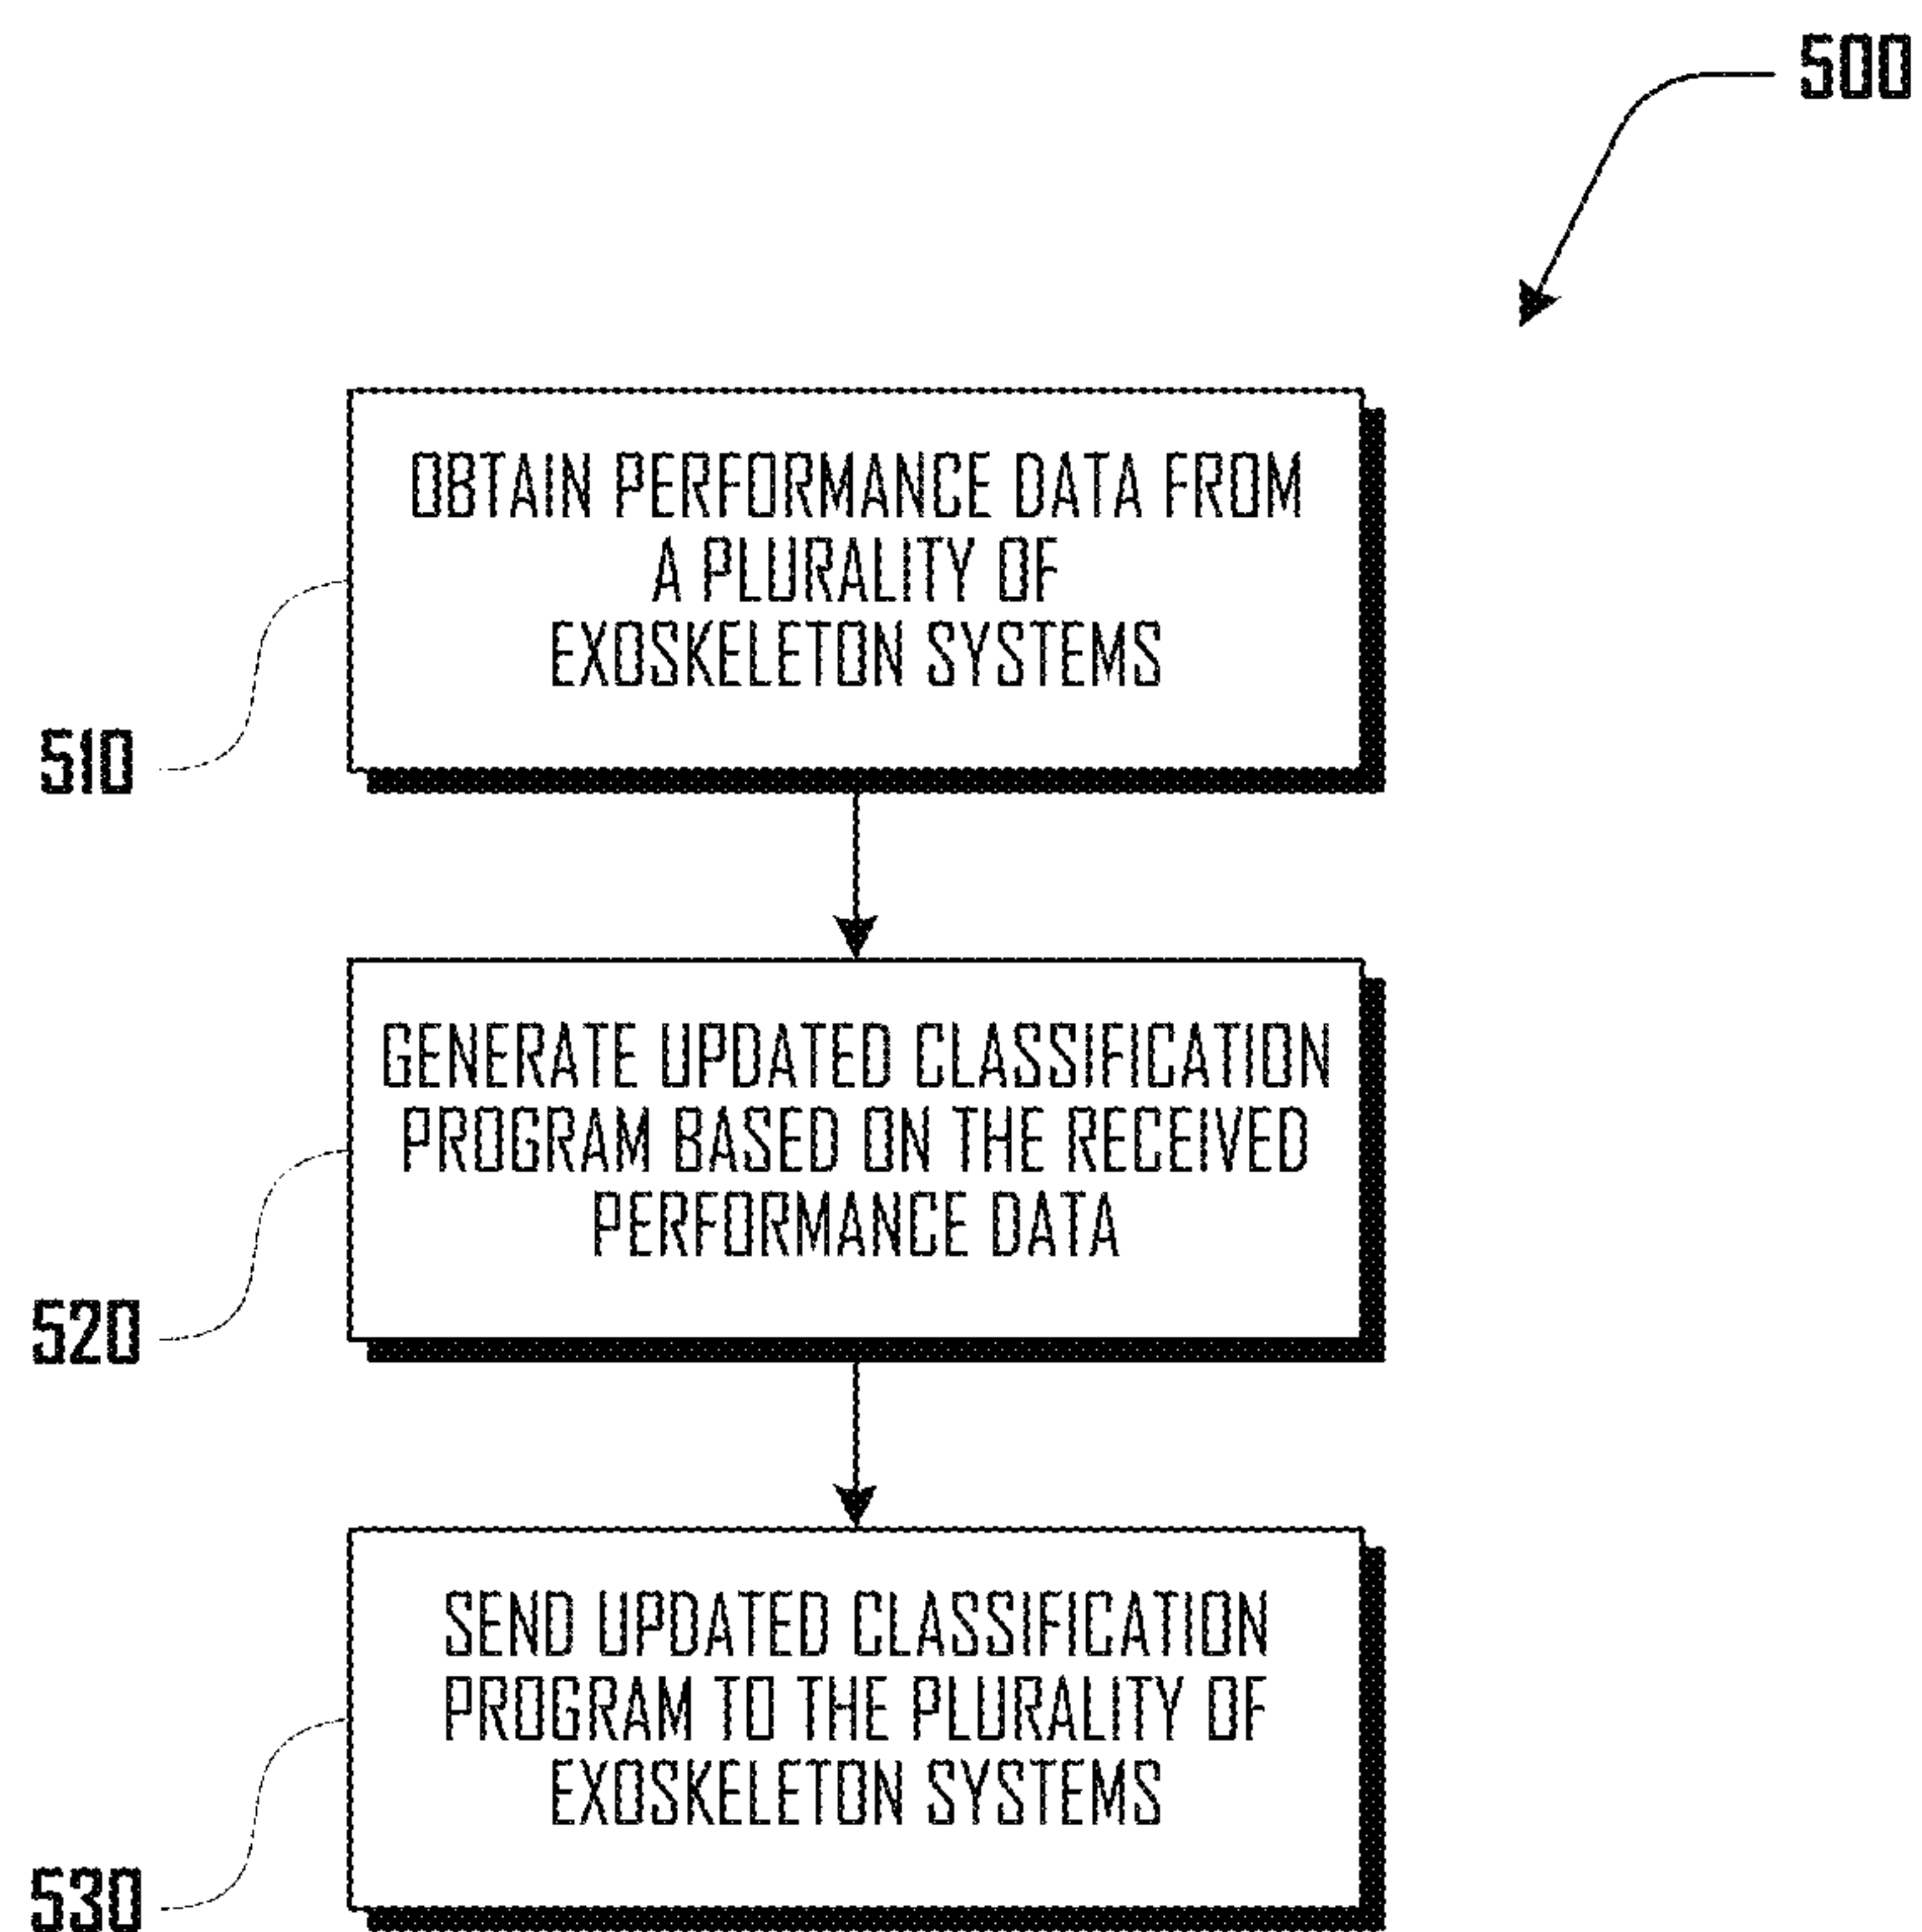 500
OBTAIN PERFORMANCE DATA FROM
A PLURALITY OF
EXOSKELETON SYSTEMS
510
GENERATE UPDATED CLASSIFICATION
PROGRAM BASED ON THE RECEIVED
PERFORMANCE DATA
520
SEND UPDATED CLASSIFICATION
PROGRAM TO THE PLURALITY OF
EXOSKELETON SYSTEMS
530